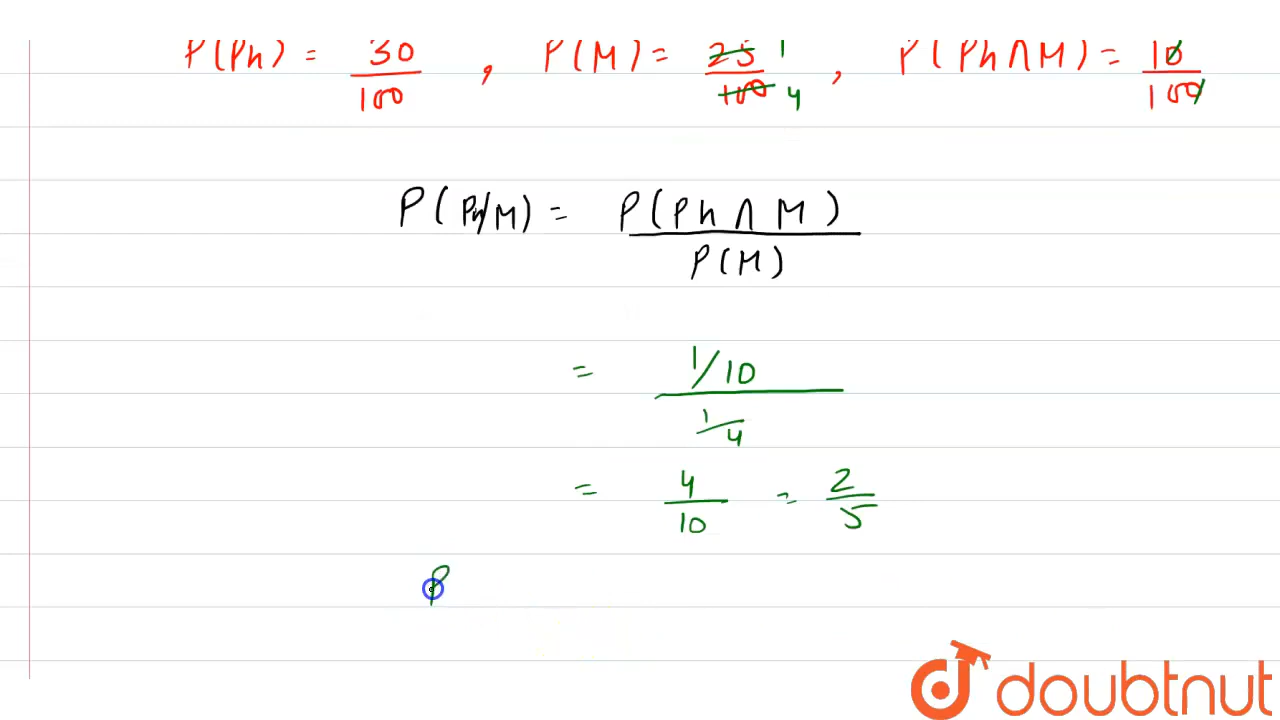 P(Ph) = 30/100 , P(M) = 25/100 1/4 , P(Ph ∩ M) = 10/100
P(Ph/M) = P(Ph ∩ M)/P(M)
= 1/10 / 1/4
= 4/10 = 2/5
P
doubtnut